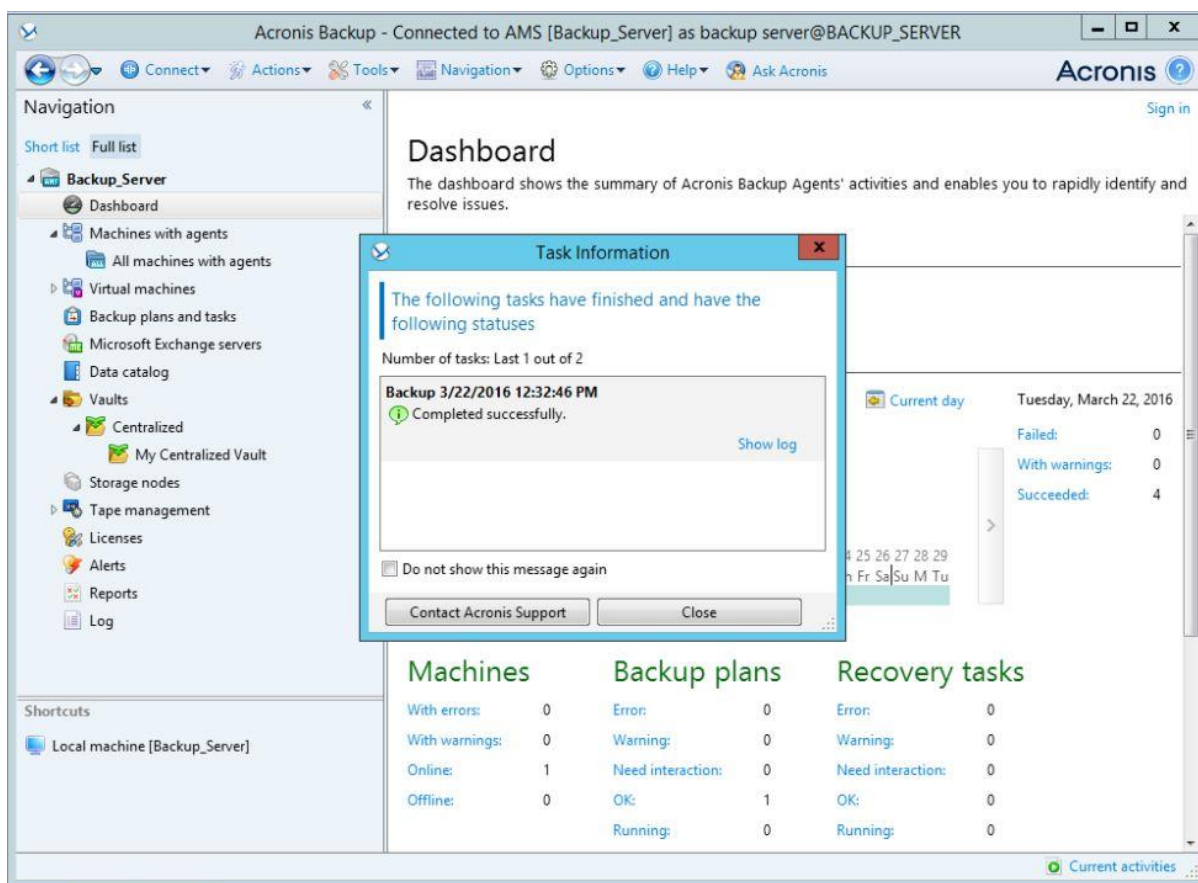 Acronis Backup - Connected to AMS [Backup_Server] as backup server@BACKUP_SERVER
Connect Actions Tools Navigation Options Help Ask Acronis
Acronis
Navigation
Short list Full list
Backup_Server
Dashboard
Machines with agents
All machines with agents
Virtual machines
Backup plans and tasks
Microsoft Exchange servers
Data catalog
Vaults
Centralized
My Centralized Vault
Storage nodes
Tape management
Licenses
Alerts
Reports
Log
Shortcuts
Local machine [Backup_Server]
Sign in
Dashboard
The dashboard shows the summary of Acronis Backup Agents' activities and enables you to rapidly identify and
resolve issues.
Task Information
The following tasks have finished and have the
following statuses
Number of tasks: Last 1 out of 2
Backup 3/22/2016 12:32:46 PM
Completed successfully.
Show log
Do not show this message again
Contact Acronis Support Close
Current day
Tuesday, March 22, 2016
Failed: 0
With warnings: 0
Succeeded: 4
25 26 27 28 29
Fr Sa Su M Tu
Machines
With errors: 0
With warnings: 0
Online: 1
Offline: 0
Backup plans
Error: 0
Warning: 0
Need interaction: 0
OK: 1
Running: 0
Recovery tasks
Error: 0
Warning: 0
Need interaction: 0
OK: 0
Running: 0
Current activities